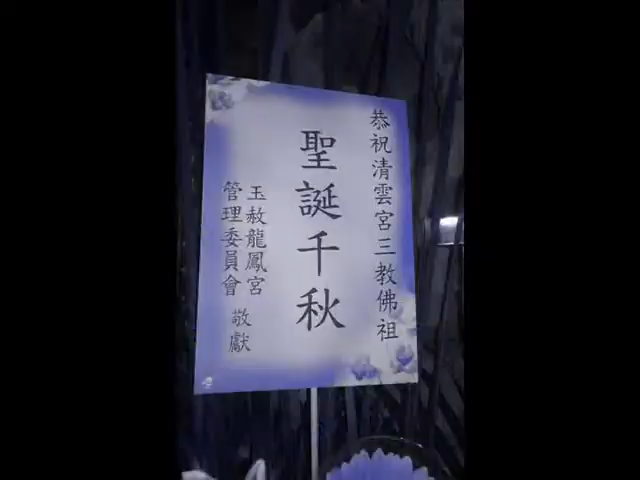 恭祝清雲宮三教佛祖
聖誕千秋
玉赦龍鳳宮
管理委員會
敬獻